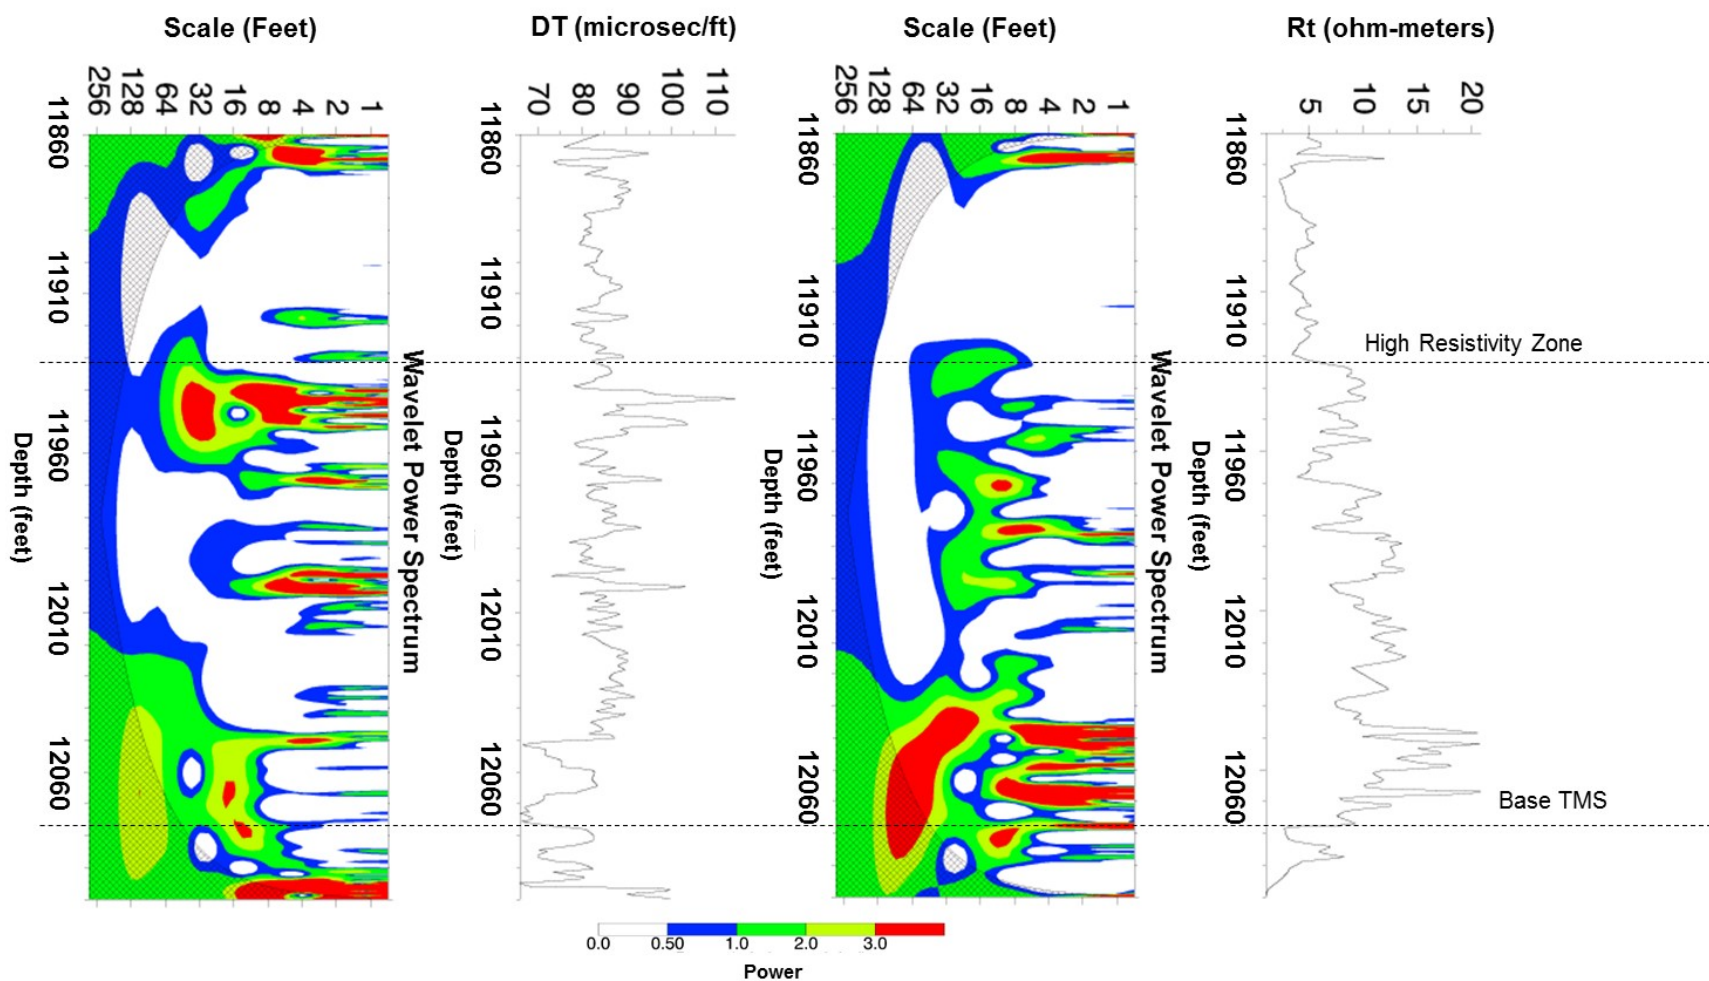 Scale (Feet)
DT (microsec/ft)
Scale (Feet)
Rt (ohm-meters)
256 128 64 32 16 8 4 2 1
70 80 90 100 110
256 128 64 32 16 8 4 2 1
5 10 15 20
11860 11910 11960 12010 12060
Depth (feet)
Wavelet Power Spectrum
11860 11910 11960 12010 12060
Depth (feet)
11860 11910 11960 12010 12060
Depth (feet)
Wavelet Power Spectrum
11860 11910 11960 12010 12060
Depth (feet)
High Resistivity Zone
Base TMS
0.0 0.50 1.0 2.0 3.0
Power